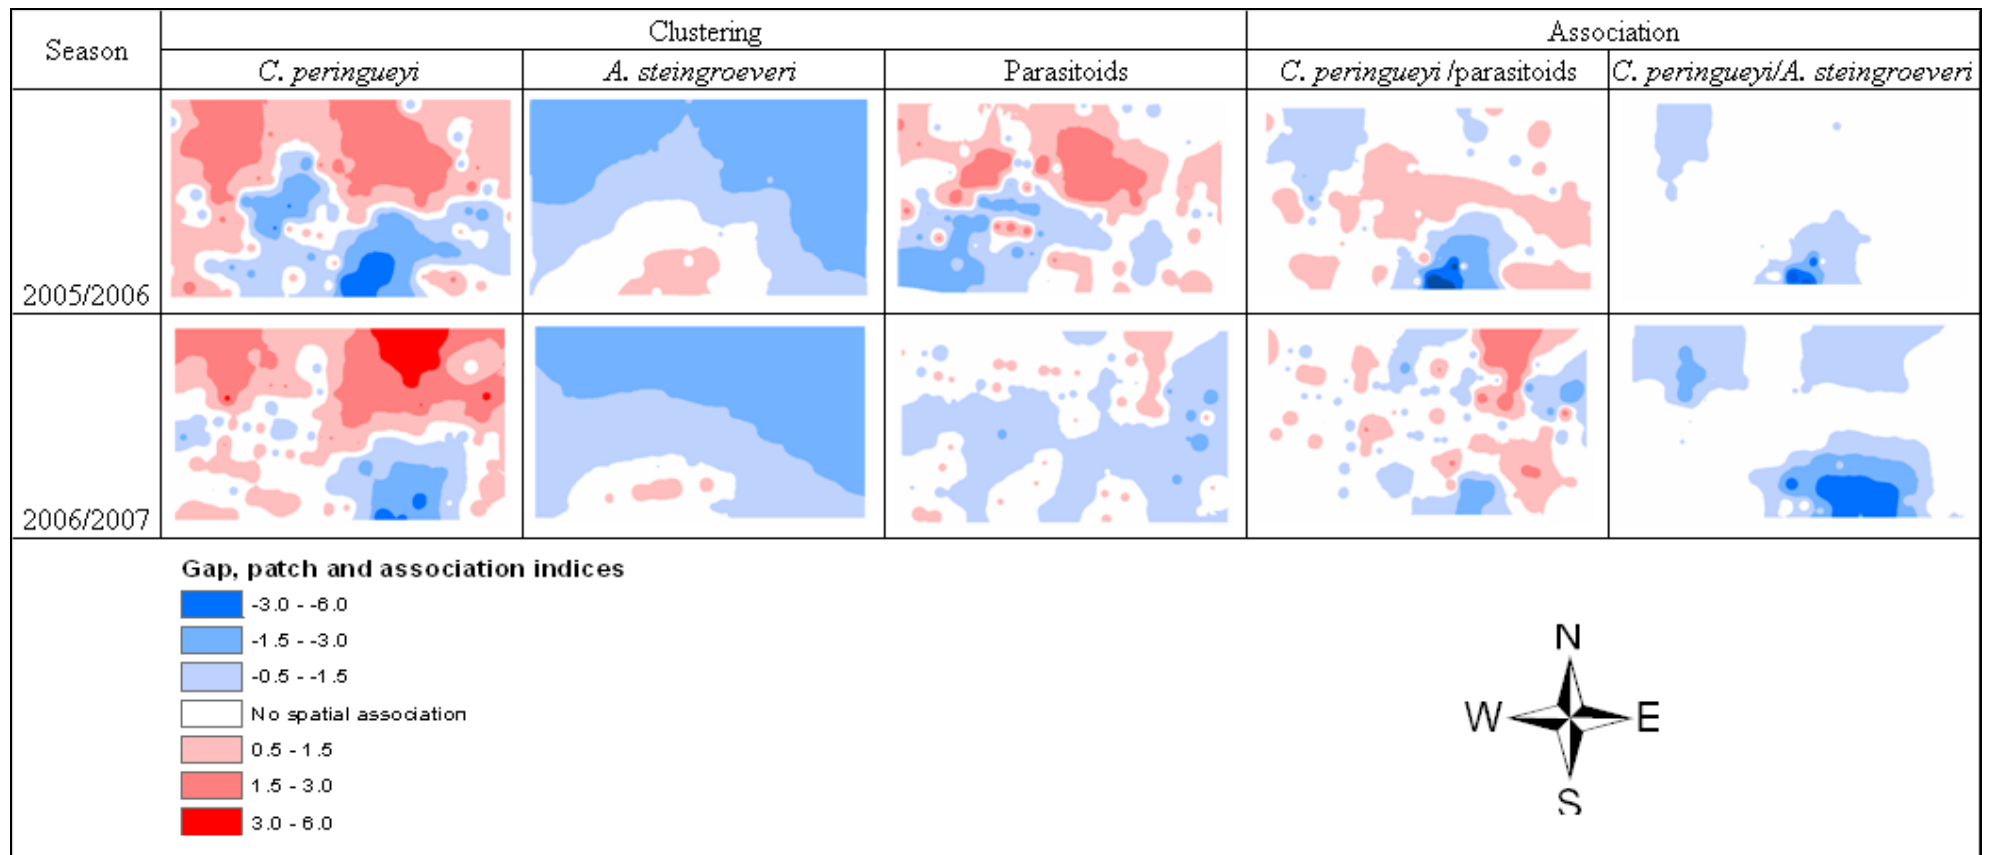 Season
Clustering
Association
C. peringueyi
A. steingroeveri
Parasitoids
C. peringueyi /parasitoids
C. peringueyi/A. steingroeveri
2005/2006
2006/2007
Gap, patch and association indices
-3.0 - -6.0
-1.5 - -3.0
-0.5 - -1.5
No spatial association
0.5 - 1.5
1.5 - 3.0
3.0 - 6.0
N
W
E
S